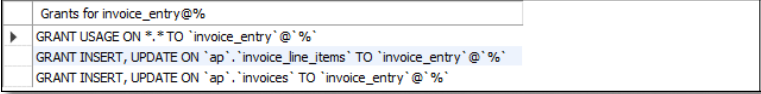 Grants for invoice_entry@%
GRANT USAGE ON *.* TO `invoice_entry`@`%`
GRANT INSERT, UPDATE ON `ap`.`invoice_line_items` TO `invoice_entry`@`%`
GRANT INSERT, UPDATE ON `ap`.`invoices` TO `invoice_entry`@`%`